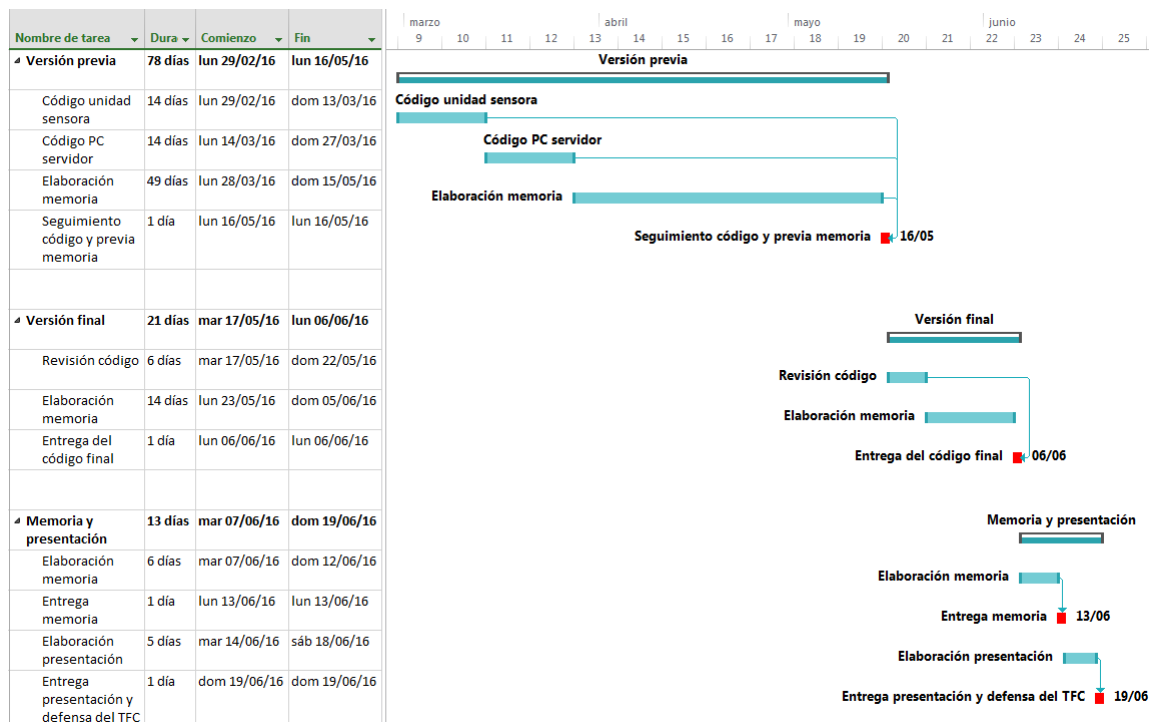 marzo abril mayo junio
Nombre de tarea Dura Comienzo Fin 9 10 11 12 13 14 15 16 17 18 19 20 21 22 23 24 25
Versión previa 78 días lun 29/02/16 lun 16/05/16 Versión previa
Código unidad 14 días lun 29/02/16 dom 13/03/16 Código unidad sensora
sensora
Código PC 14 días lun 14/03/16 dom 27/03/16 Código PC servidor
servidor
Elaboración 49 días lun 28/03/16 dom 15/05/16 Elaboración memoria
memoria
Seguimiento 1 día lun 16/05/16 lun 16/05/16 Seguimiento código y previa memoria 16/05
código y previa
memoria
Versión final 21 días mar 17/05/16 lun 06/06/16 Versión final
Revisión código 6 días mar 17/05/16 dom 22/05/16 Revisión código
Elaboración 14 días lun 23/05/16 dom 05/06/16 Elaboración memoria
memoria
Entrega del 1 día lun 06/06/16 lun 06/06/16 Entrega del código final 06/06
código final
Memoria y 13 días mar 07/06/16 dom 19/06/16 Memoria y presentación
presentación
Elaboración 6 días mar 07/06/16 dom 12/06/16 Elaboración memoria
memoria
Entrega 1 día lun 13/06/16 lun 13/06/16 Entrega memoria 13/06
memoria
Elaboración 5 días mar 14/06/16 sáb 18/06/16 Elaboración presentación
presentación
Entrega 1 día dom 19/06/16 dom 19/06/16 Entrega presentación y defensa del TFC 19/06
presentación y
defensa del TFC